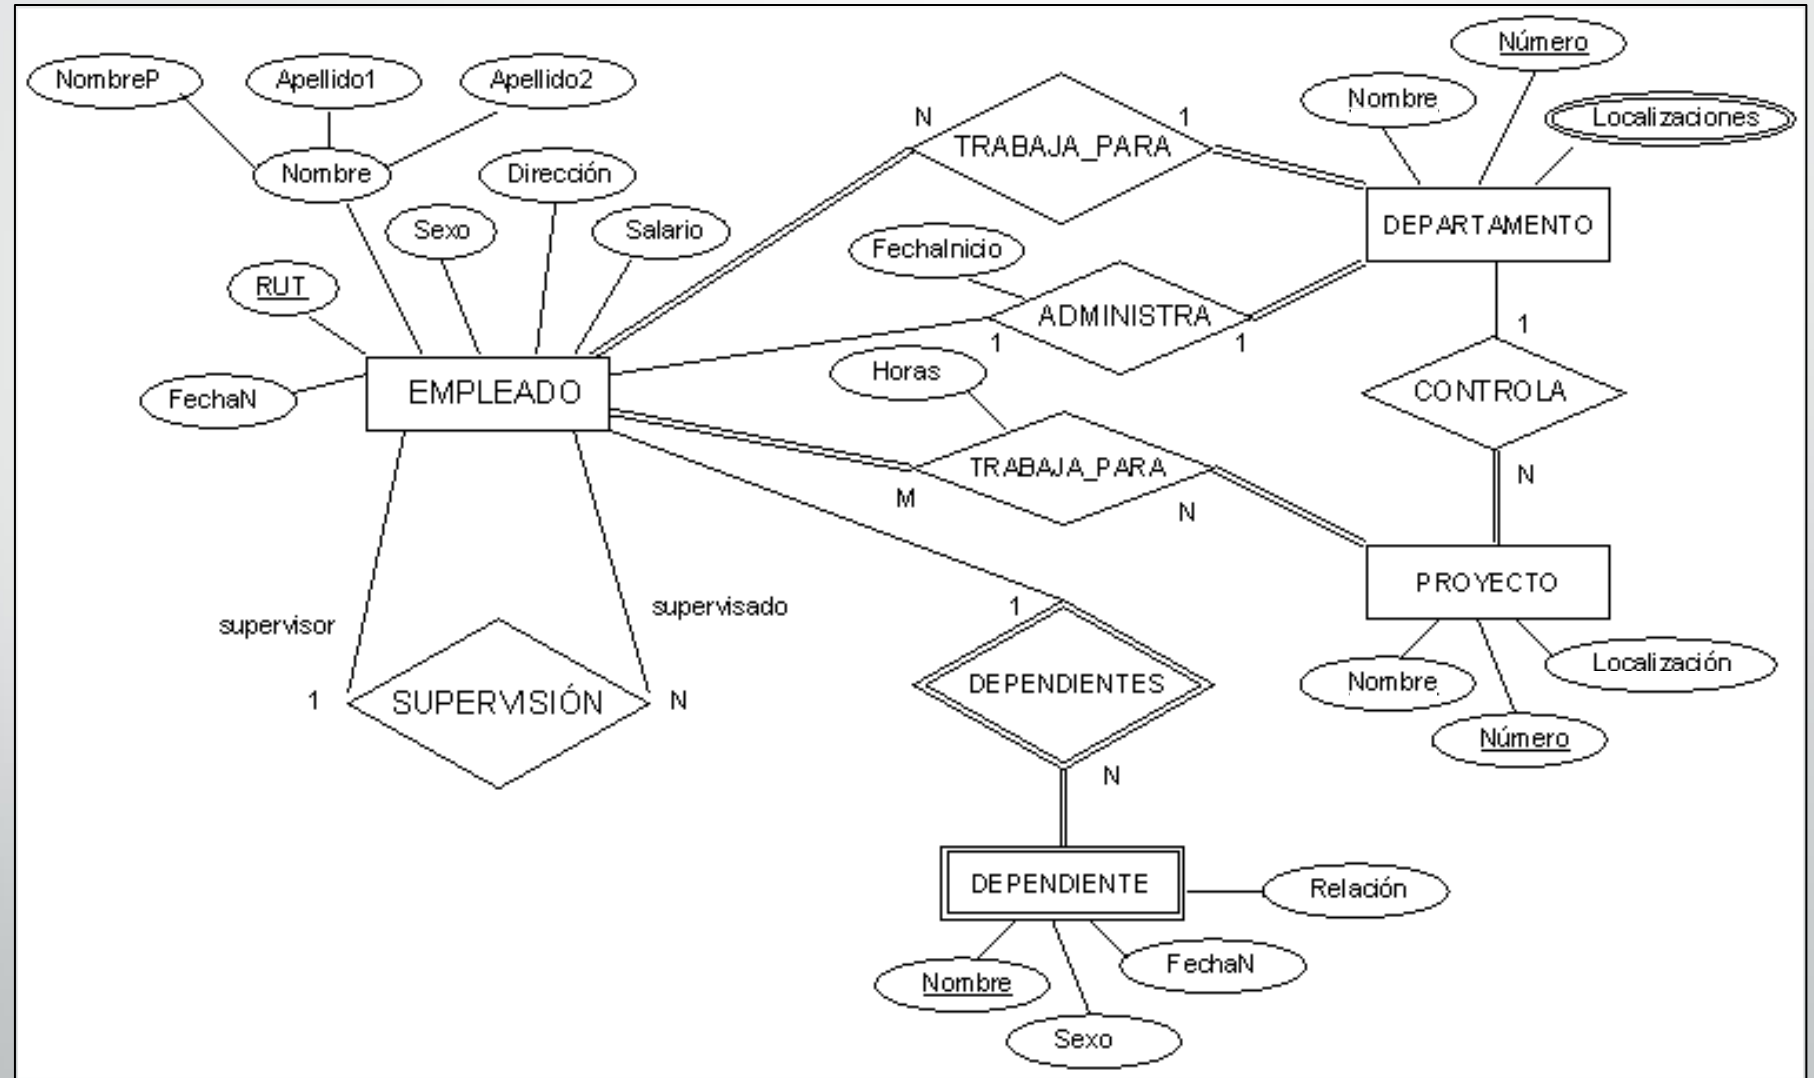 Número
NombreP
Apellido1
Apellido2
Nombre
Localizaciones
N
1
TRABAJA_PARA
Nombre
Dirección
Sexo
Salario
DEPARTAMENTO
FechaInicio
RUT
ADMINISTRA
1
1
1
Horas
EMPLEADO
CONTROLA
FechaN
TRABAJA_PARA
M
N
N
PROYECTO
supervisor
supervisado
1
Nombre
Localización
Número
1
SUPERVISIÓN
N
DEPENDIENTES
N
DEPENDIENTE
Relación
Nombre
FechaN
Sexo